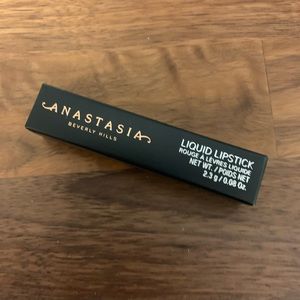 ANASTASIA
BEVERLY HILLS
LIQUID LIPSTICK
ROUGE À LÈVRES LIQUIDE
NET WT. / POIDS NET
2.3 g / 0.08 Oz.